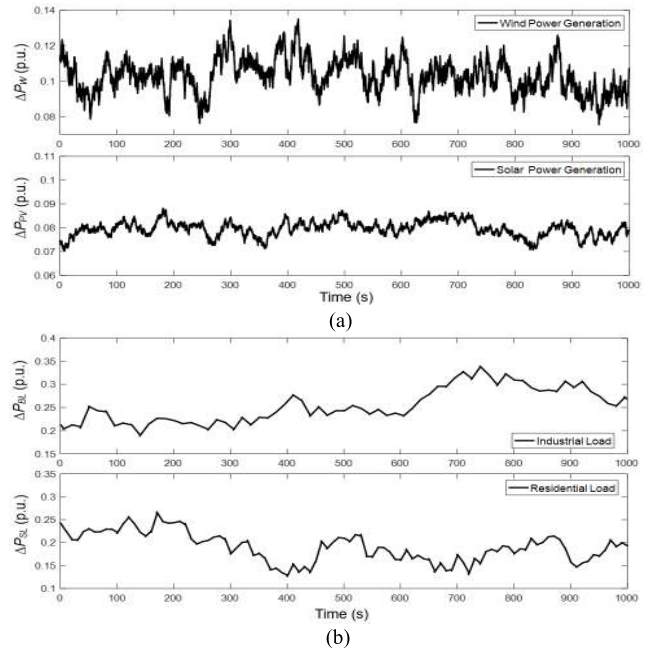 0.14
0.12
0.1
0.08
ΔPW (p.u.)
Wind Power Generation
0 100 200 300 400 500 600 700 800 900 1000
0.11
0.1
0.09
0.08
0.07
0.06
ΔPPV (p.u.)
Solar Power Generation
0 100 200 300 400 500 600 700 800 900 1000
Time (s)
(a)
0.4
0.35
0.3
0.25
0.2
0.15
ΔPBL (p.u.)
Industrial Load
0 100 200 300 400 500 600 700 800 900 1000
0.35
0.3
0.25
0.2
0.15
0.1
ΔPSL (p.u.)
Residential Load
0 100 200 300 400 500 600 700 800 900 1000
Time (s)
(b)